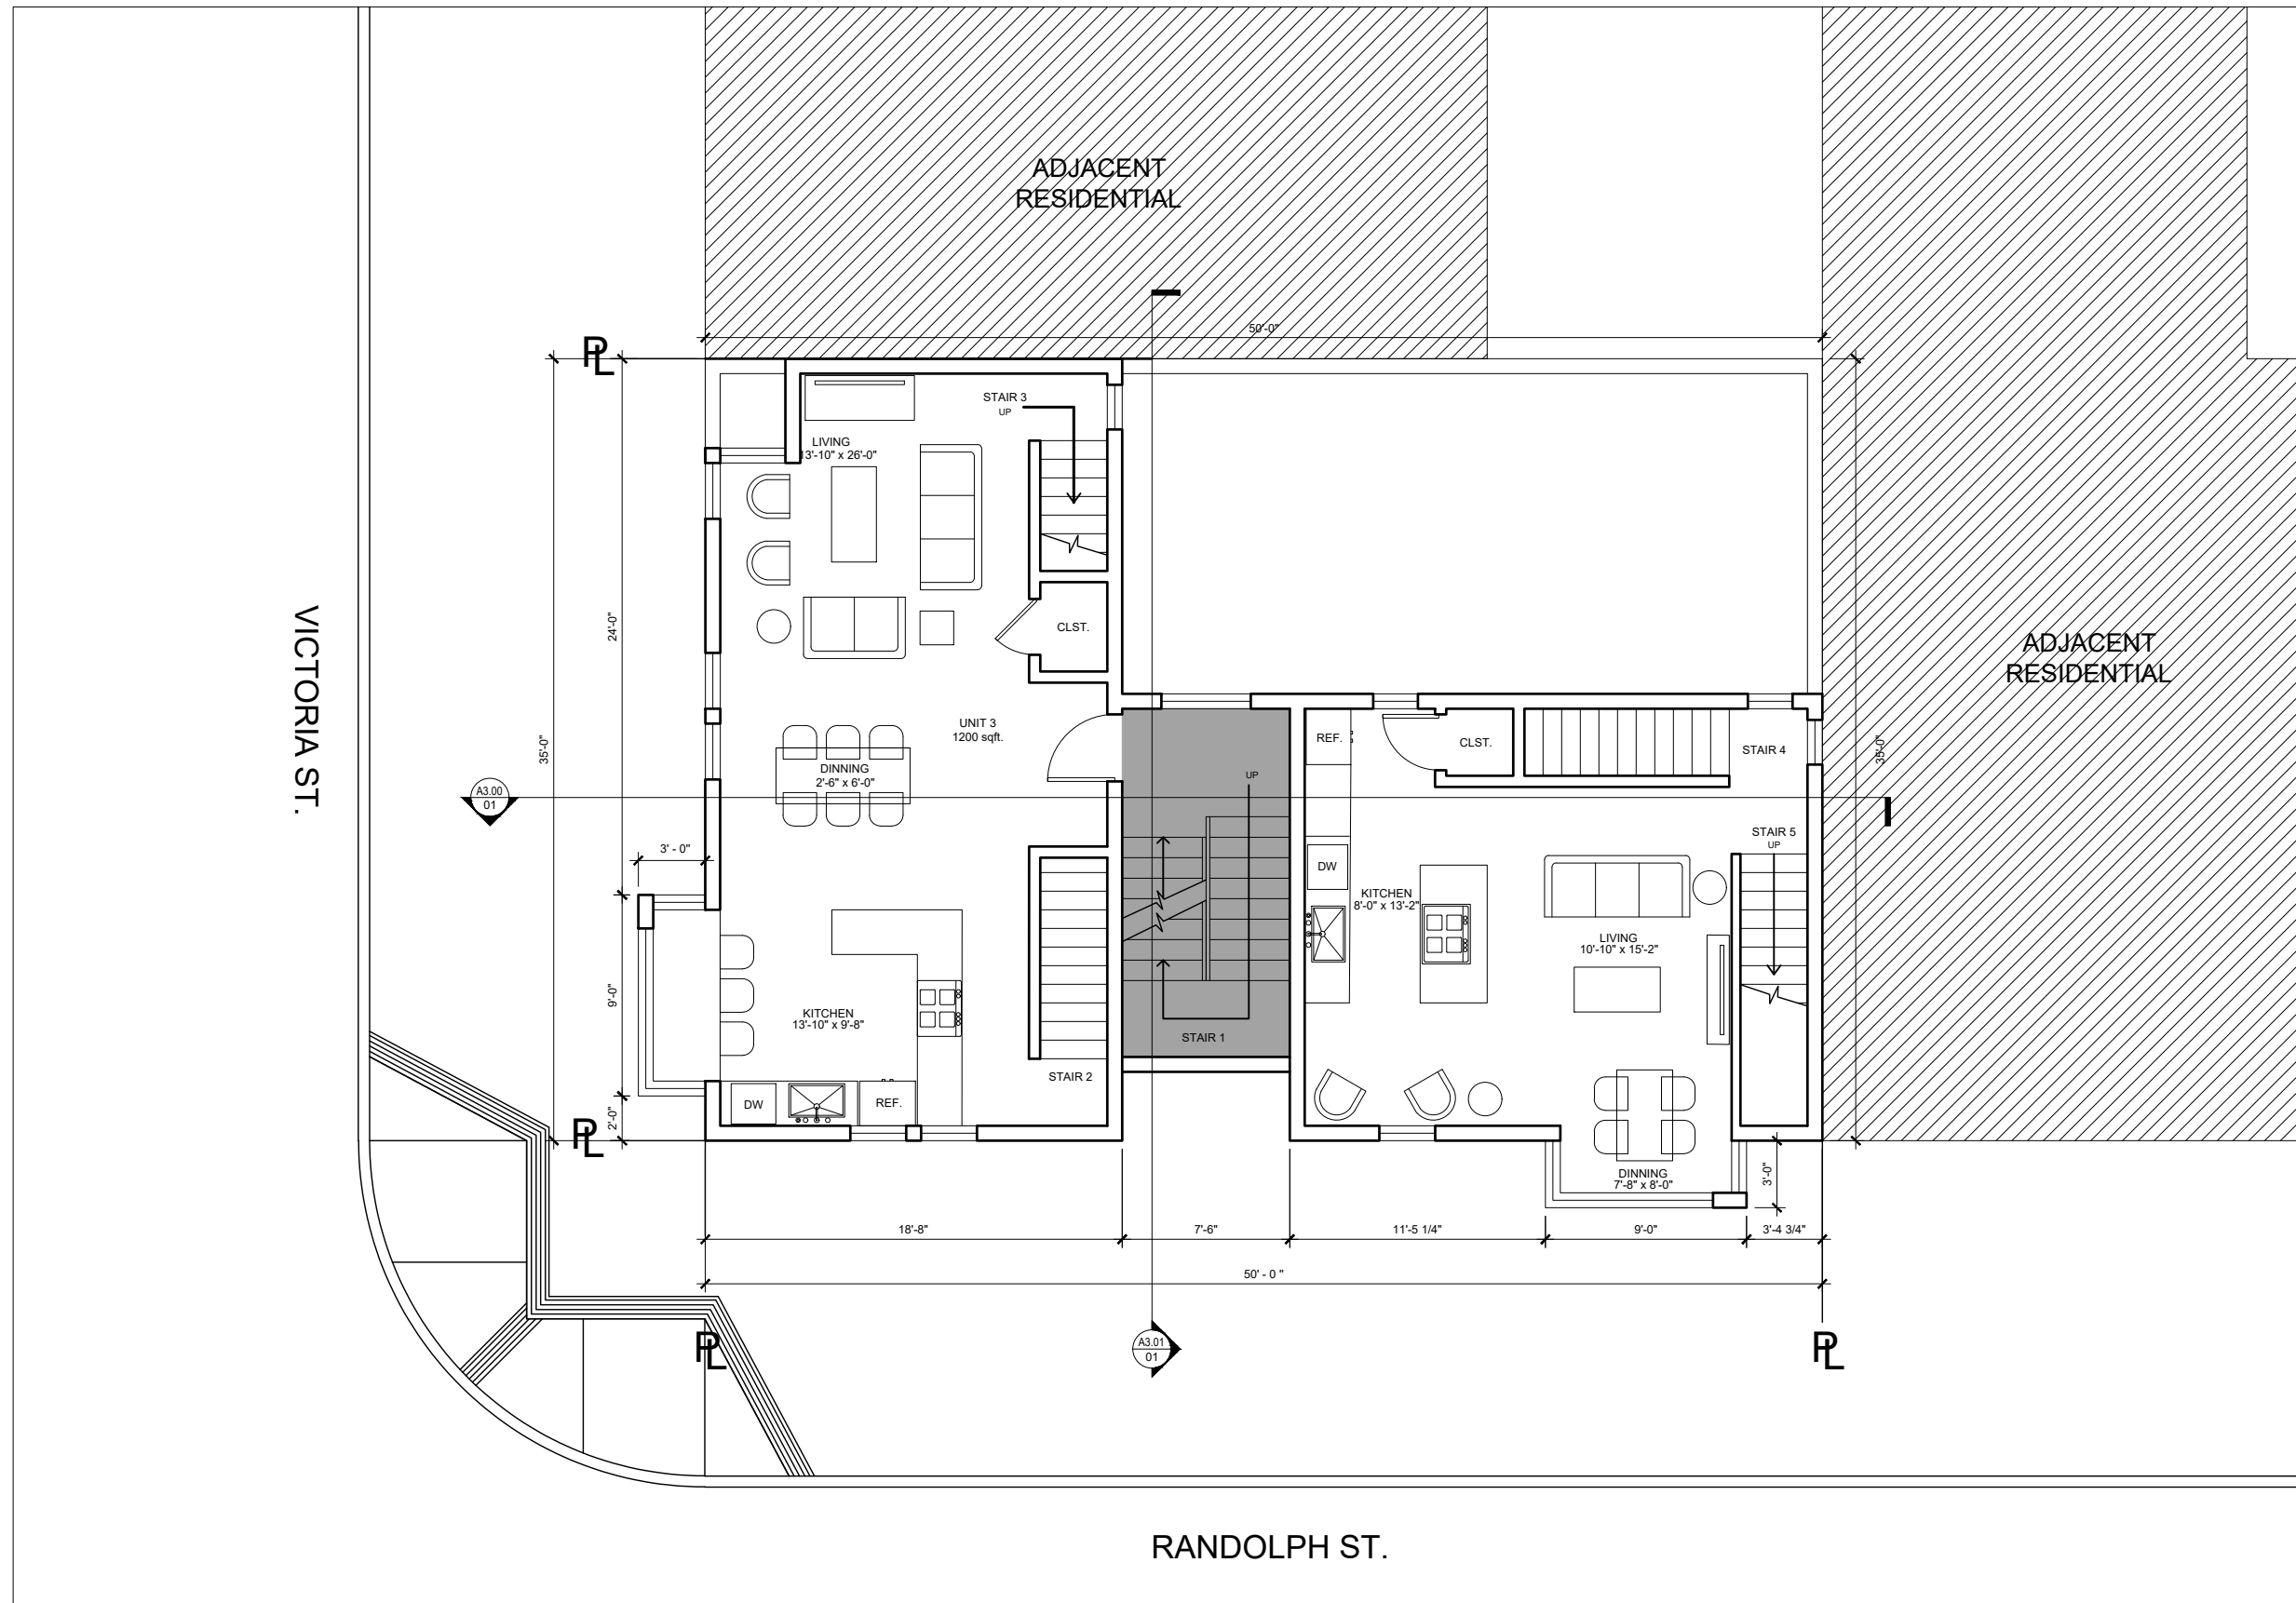 ADJACENT
RESIDENTIAL
50'-0"
PL
STAIR 3
UP
LIVING
13'-10" x 26'-0"
24'-0"
CLST.
VICTORIA ST.
ADJACENT
RESIDENTIAL
35'-0"
UNIT 3
1200 sqft.
REF.
CLST.
STAIR 4
35'-0"
DINNING
2'-6" x 6'-0"
UP
A3.00
01
STAIR 5
UP
3' - 0"
DW
KITCHEN
8'-0" x 13'-2"
LIVING
10'-10" x 15'-2"
9'-0"
KITCHEN
13'-10" x 9'-8"
STAIR 1
STAIR 2
DW
REF.
2'-0"
PL
DINNING
7'-8" x 8'-0"
3'-0"
18'-8"
7'-6"
11'-5 1/4"
9'-0"
3'-4 3/4"
50' - 0 "
PL
A3.01
01
PL
RANDOLPH ST.